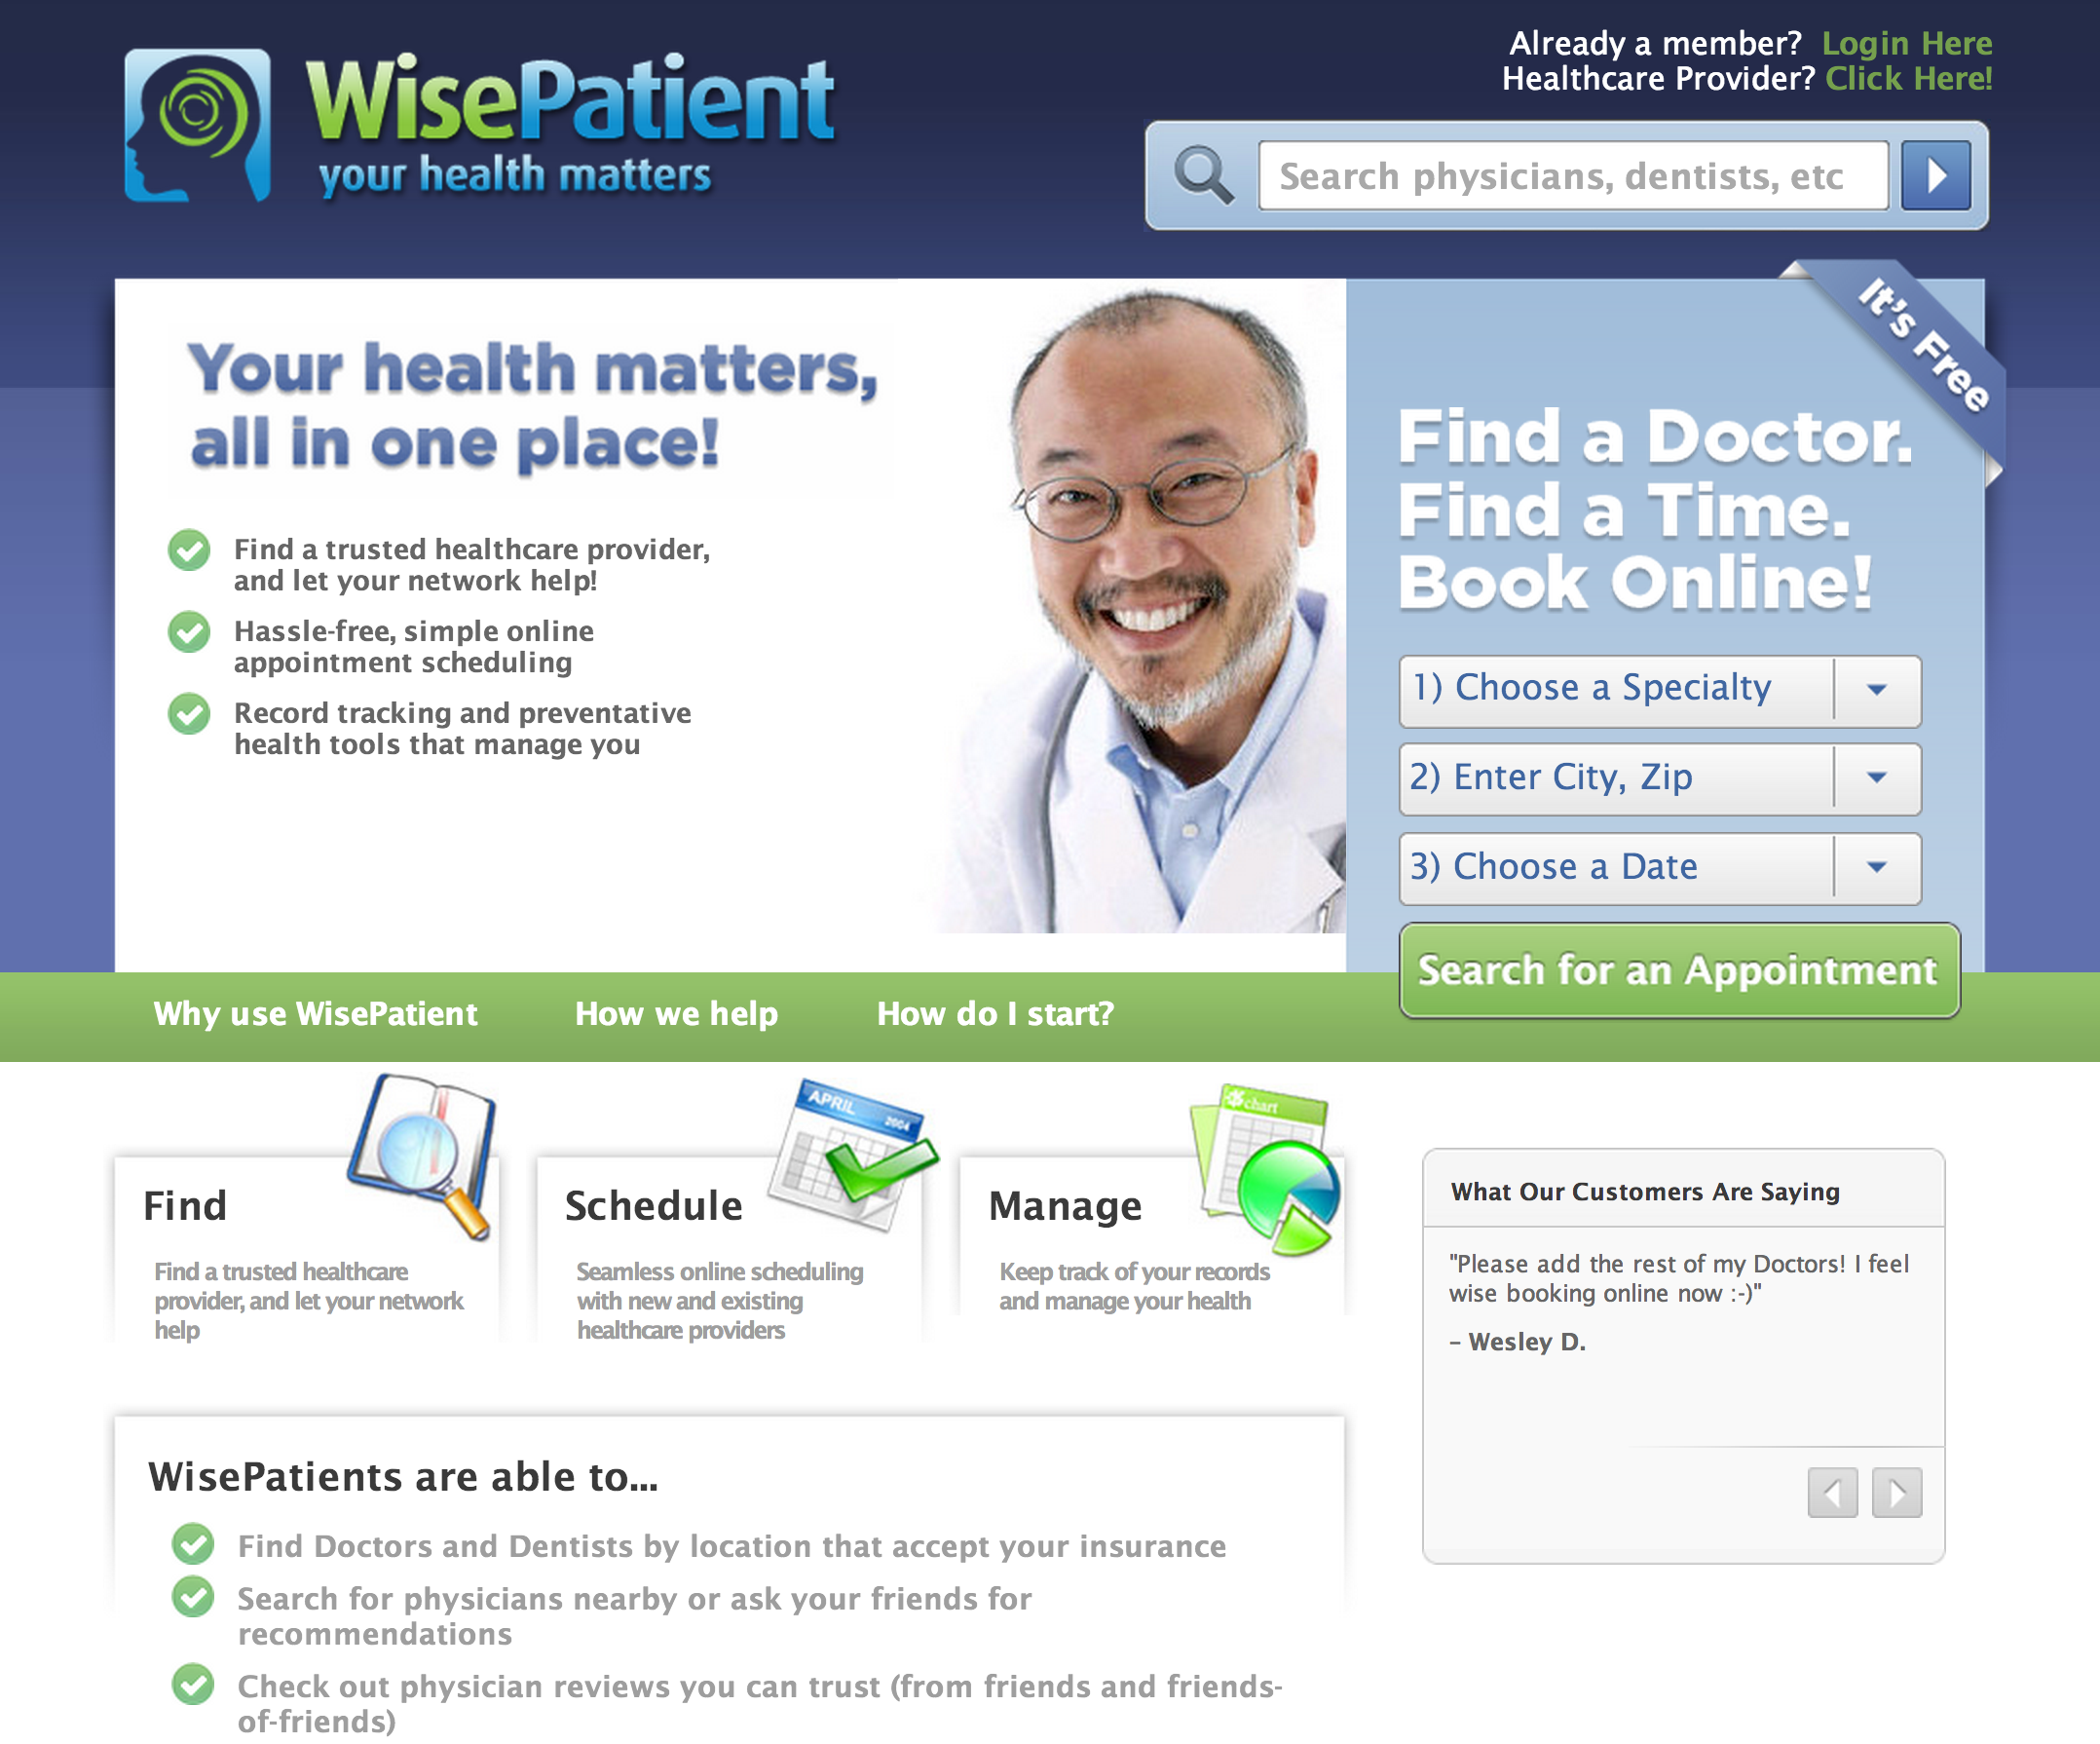 WisePatient
your health matters
Already a member? Login Here
Healthcare Provider? Click Here!
Search physicians, dentists, etc
Your health matters,
all in one place!
Find a trusted healthcare provider,
and let your network help!
Hassle-free, simple online
appointment scheduling
Record tracking and preventative
health tools that manage you
It's Free
Find a Doctor.
Find a Time.
Book Online!
1) Choose a Specialty
2) Enter City, Zip
3) Choose a Date
Search for an Appointment
Why use WisePatient
How we help
How do I start?
Find
Find a trusted healthcare
provider, and let your network
help
APRIL
2004
Schedule
Seamless online scheduling
with new and existing
healthcare providers
chart
Manage
Keep track of your records
and manage your health
What Our Customers Are Saying
"Please add the rest of my Doctors! I feel
wise booking online now :-)"
– Wesley D.
WisePatients are able to...
Find Doctors and Dentists by location that accept your insurance
Search for physicians nearby or ask your friends for
recommendations
Check out physician reviews you can trust (from friends and friends-
of-friends)